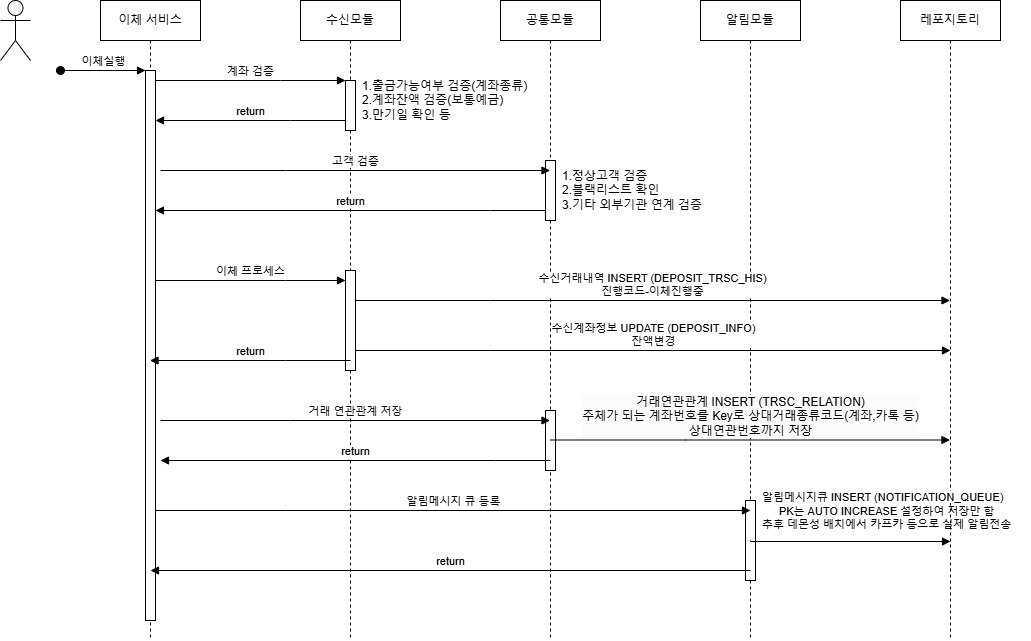 이체 서비스
수신모듈
공통모듈
알림모듈
레포지토리
이체실행
계좌 검증
1.출금가능여부 검증(계좌종류)
2.계좌잔액 검증(보통예금)
3.만기일 확인 등
return
고객 검증
1.정상고객 검증
2.블랙리스트 확인
3.기타 외부기관 연계 검증
return
이체 프로세스
수신거래내역 INSERT (DEPOSIT_TRSC_HIS)
진행코드-이체진행중
수신계좌정보 UPDATE (DEPOSIT_INFO)
잔액변경
return
거래 연관관계 저장
거래연관관계 INSERT (TRSC_RELATION)
주체가 되는 계좌번호를 Key로 상대거래종류코드(계좌,카톡 등)
상대연관번호까지 저장
return
알림메시지 큐 등록
알림메시지큐 INSERT (NOTIFICATION_QUEUE)
PK는 AUTO INCREASE 설정하여 저장만 함
추후 데몬성 배치에서 카프카 등으로 실제 알림전송
return